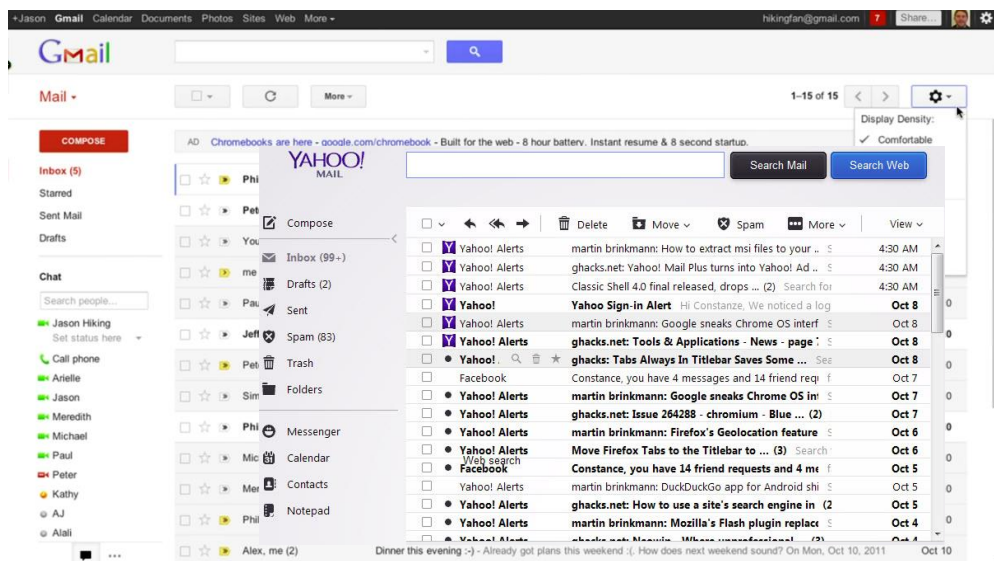 +Jason Gmail Calendar Documents Photos Sites Web More
hikingfan@gmail.com 7 Share...
Gmail
Mail
More
1–15 of 15
Display Density:
Comfortable
COMPOSE
AD Chromebooks are here - google.com/chromebook - Built for the web - 8 hour battery. Instant resume & 8 second startup.
Inbox (5)
Starred
Sent Mail
Drafts
Chat
Search people...
Jason Hiking
Set status here
Call phone
Arielle
Jason
Meredith
Michael
Paul
Peter
Kathy
AJ
Alali
Phi
Pet
You
me
Pau
Jeff
Pet
Sim
Phi
Mic
Mer
Phil
Alex, me (2) Dinner this evening :-) - Already got plans this weekend :(. How does next weekend sound? On Mon, Oct 10, 2011 Oct 10
YAHOO!
MAIL
Search Mail Search Web
Compose
Inbox (99+)
Drafts (2)
Sent
Spam (83)
Trash
Folders
Messenger
Calendar
Contacts
Notepad
Delete Move Spam More View
Yahoo! Alerts martin brinkmann: How to extract msi files to your .. S 4:30 AM
Yahoo! Alerts ghacks.net: Yahoo! Mail Plus turns into Yahoo! Ad .. S 4:30 AM
Yahoo! Alerts Classic Shell 4.0 final released, drops ... (2) Search for 4:30 AM
Yahoo! Yahoo Sign-in Alert Hi Constanze, We noticed a log Oct 8
Yahoo! Alerts martin brinkmann: Google sneaks Chrome OS interf S Oct 8
Yahoo! Alerts ghacks.net: Tools & Applications - News - page S Oct 8
Yahoo! ghacks: Tabs Always In Titlebar Saves Some ... Sea Oct 8
Facebook Constance, you have 4 messages and 14 friend requ f Oct 7
Yahoo! Alerts martin brinkmann: Google sneaks Chrome OS int S Oct 7
Yahoo! Alerts ghacks.net: Issue 264288 - chromium - Blue ... (2) Oct 7
Yahoo! Alerts martin brinkmann: Firefox's Geolocation feature S Oct 6
Yahoo! Alerts Move Firefox Tabs to the Titlebar to ... (3) Search Oct 6
Web search
Facebook Constance, you have 14 friend requests and 4 me f Oct 5
Yahoo! Alerts martin brinkmann: DuckDuckGo app for Android shi S Oct 5
Yahoo! Alerts ghacks.net: How to use a site's search engine in (2 Oct 5
Yahoo! Alerts martin brinkmann: Mozilla's Flash plugin replace S Oct 4